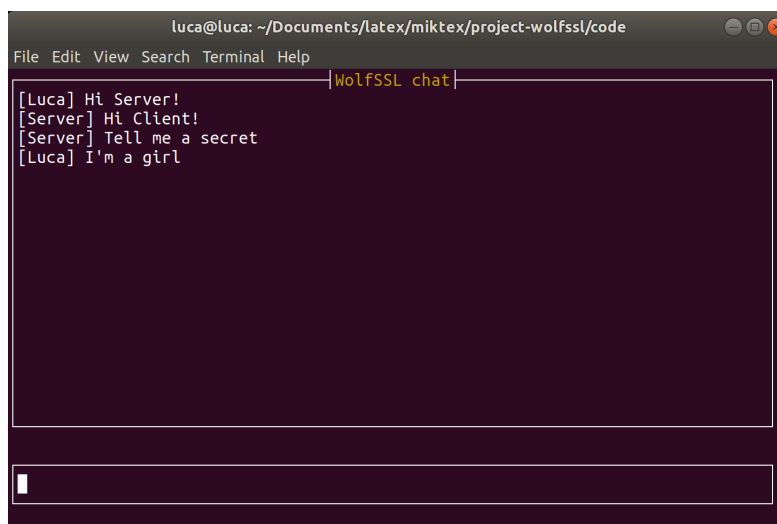 luca@luca: ~/Documents/latex/miktex/project-wolfssl/code
File Edit View Search Terminal Help
WolfSSL chat
[Luca] Hi Server!
[Server] Hi Client!
[Server] Tell me a secret
[Luca] I'm a girl